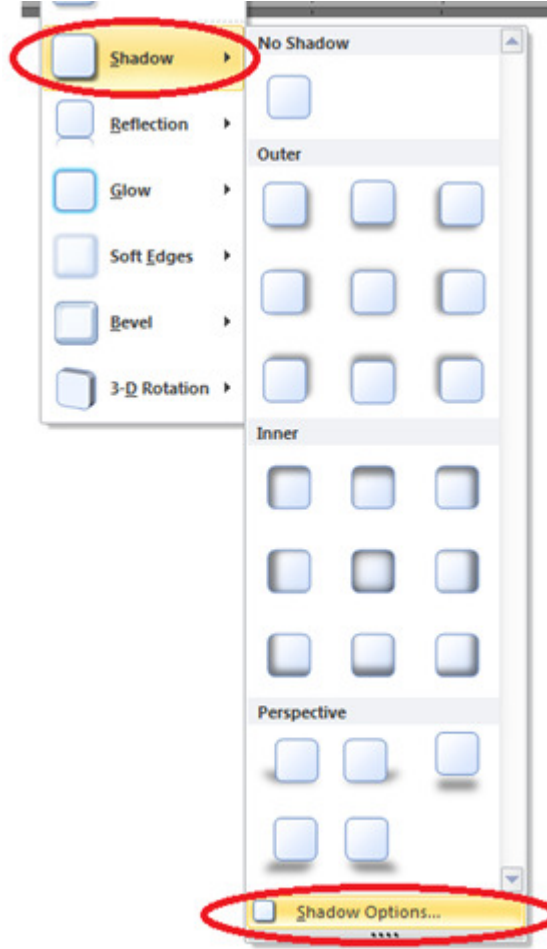 Shadow
Reflection
Glow
Soft Edges
Bevel
3-D Rotation
No Shadow
Outer
Inner
Perspective
Shadow Options...